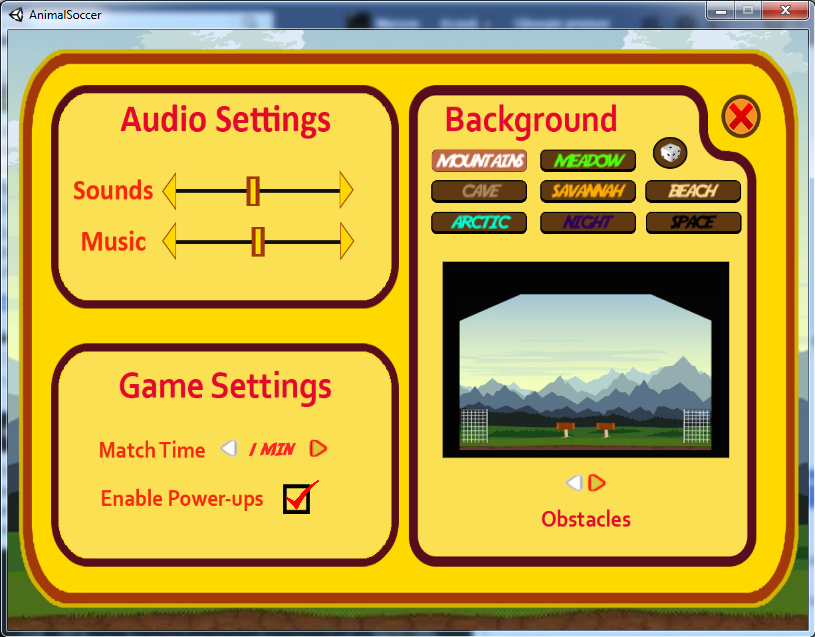 AnimalSoccer
Audio Settings
Sounds
Music
Game Settings
Match Time 1 MIN
Enable Power-ups
Background
MOUNTAINS MEADOW
CAVE SAVANNAH BEACH
ARCTIC NIGHT SPACE
Obstacles